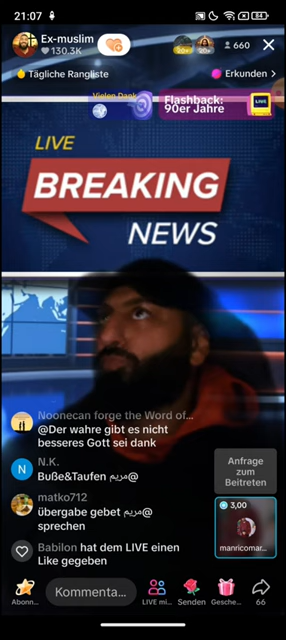 21:07
84
Ex-muslim
130.3K
20+
20+
660
Tägliche Rangliste
Erkunden >
Vielen Dank
Flashback:
90er Jahre
LIVE
LIVE
BREAKING
NEWS
Noonecan forge the Word of...
@Der wahre gibt es nicht
besseres Gott sei dank
N.K.
Buße&Taufen مريم@
matko712
übergabe gebet مريم@
sprechen
Babilon hat dem LIVE einen
Like gegeben
Anfrage
zum
Beitreten
3,00
manricomar...
Abonn...
Kommenta...
LIVE mi...
Senden
Gesche...
66